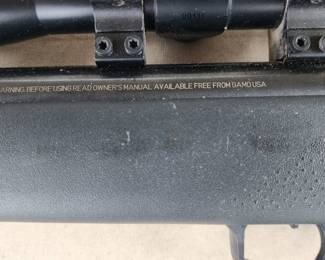 WARNING. BEFORE USING READ OWNER'S MANUAL AVAILABLE FREE FROM GAMO USA